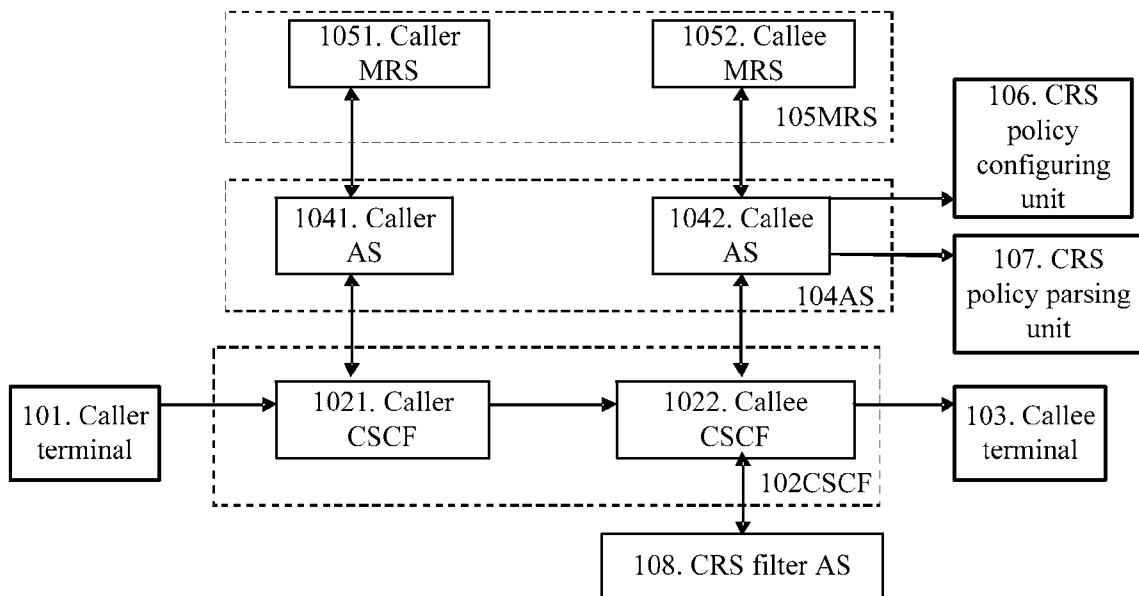 1051. Caller
MRS
1052. Callee
MRS
105MRS
106. CRS
policy
configuring
unit
1041. Caller
AS
1042. Callee
AS
104AS
107. CRS
policy parsing
unit
101. Caller
terminal
1021. Caller
CSCF
1022. Callee
CSCF
102CSCF
103. Callee
terminal
108. CRS filter AS